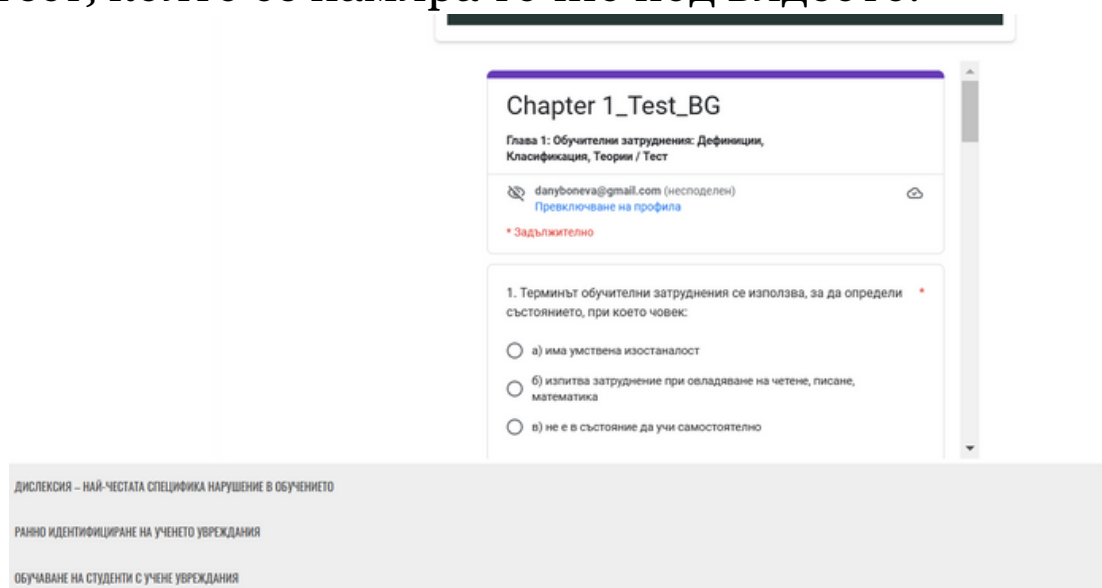 Chapter 1_Test_BG
Глава 1: Обучителни затруднения: Дефиниции,
Класификация, Теории / Тест
danyboneva@gmail.com (несподелен)
Превключване на профила
* Задължително
1. Терминът обучителни затруднения се използва, за да определи *
състоянието, при което човек:
а) има умствена изостаналост
б) изпитва затруднение при овладяване на четене, писане,
математика
в) не е в състояние да учи самостоятелно
ДИСЛЕКСИЯ – НАЙ-ЧЕСТАТА СПЕЦИФИКА НАРУШЕНИЕ В ОБУЧЕНИЕТО
РАННО ИДЕНТИФИЦИРАНЕ НА УЧЕНЕТО УВРЕЖДАНИЯ
ОБУЧАВАНЕ НА СТУДЕНТИ С УЧЕНЕ УВРЕЖДАНИЯ